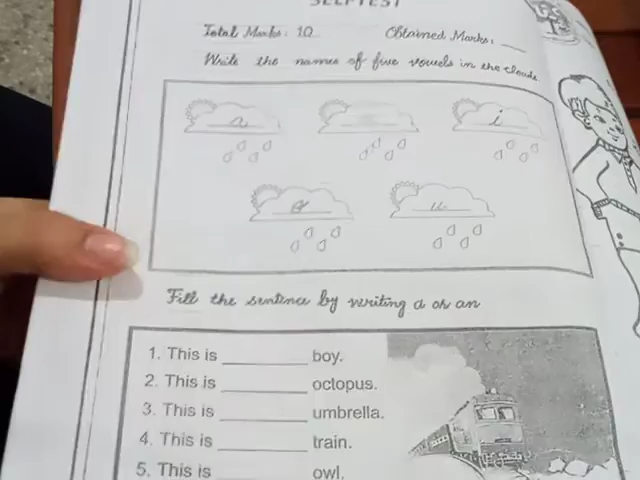 SELFTEST
Total Marks: 10 Obtained Marks: ___
Write the names of five vowels in the clouds
a i
o u
Fill the sentence by writing a or an
1. This is ________ boy.
2. This is ________ octopus.
3. This is ________ umbrella.
4. This is ________ train.
5. This is ________ owl.